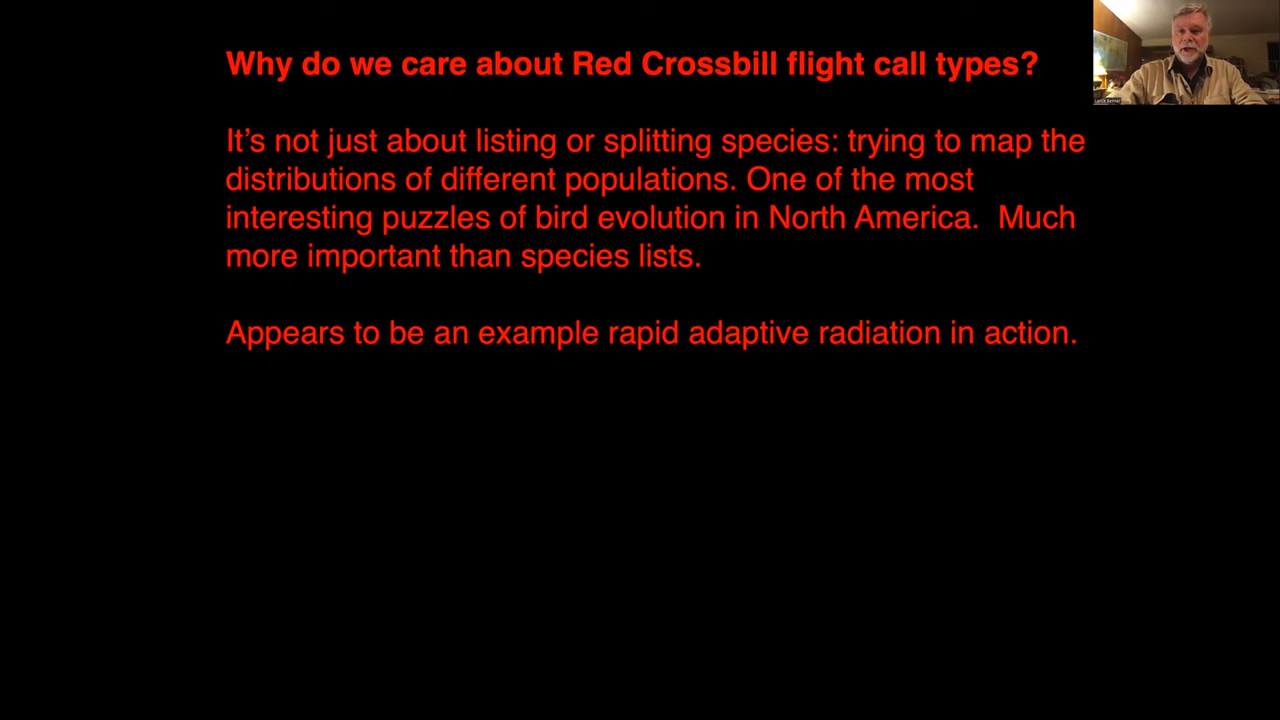 Why do we care about Red Crossbill flight call types?
It’s not just about listing or splitting species: trying to map the
distributions of different populations. One of the most
interesting puzzles of bird evolution in North America.  Much
more important than species lists.
Appears to be an example rapid adaptive radiation in action.